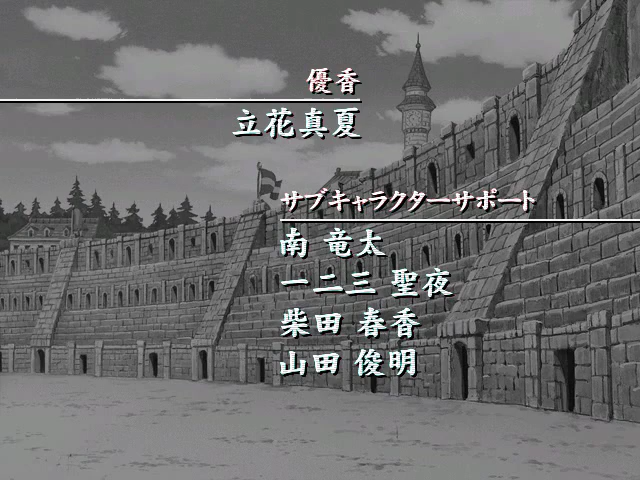 優香
立花真夏
サブキャラクターサポート
南 竜太
一二三 聖夜
柴田 春香
山田 俊明